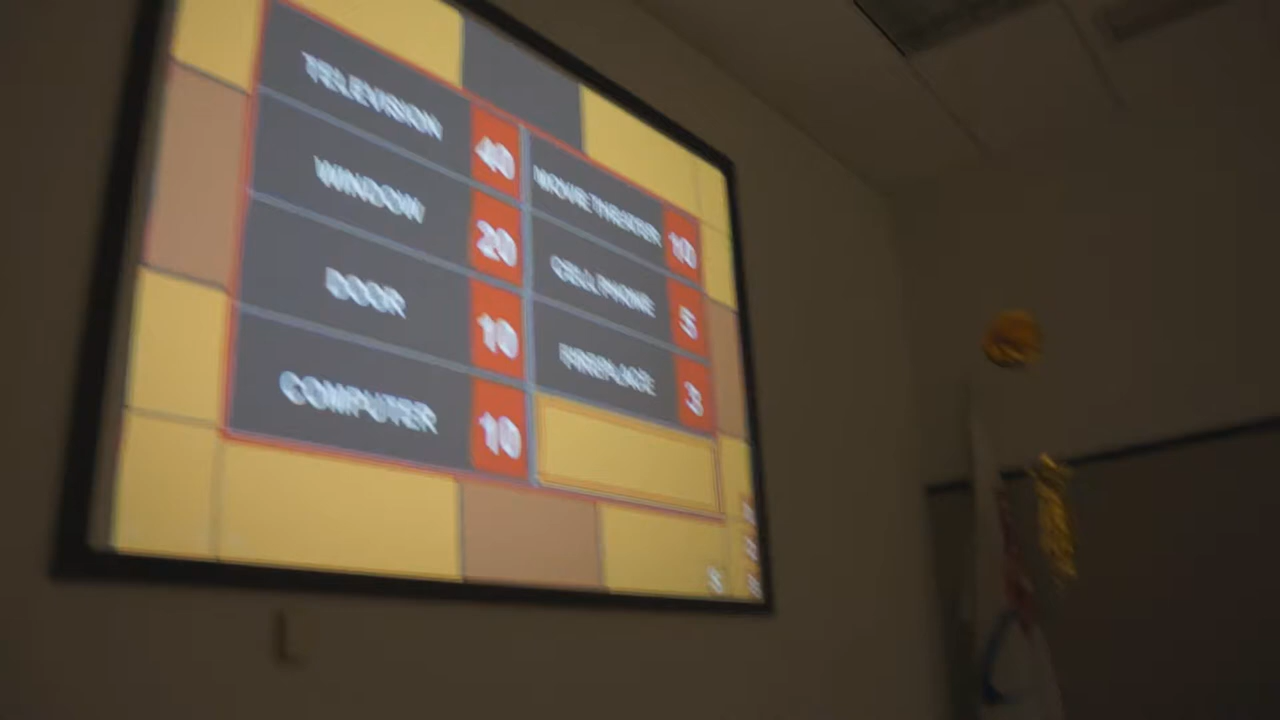 TELEVISION 40
WINDOW 20
DOOR 10
COMPUTER 10
MOVIE THEATER 10
CELL PHONE 5
FIREPLACE 3